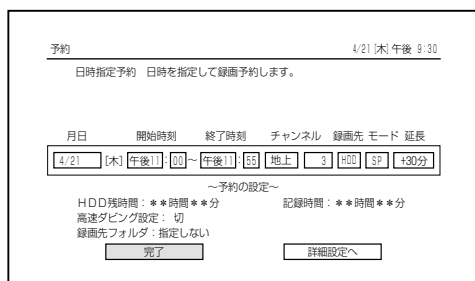 予約 4/21 [木] 午後 9:30
日時指定予約 日時を指定して録画予約します。
月日 開始時刻 終了時刻 チャンネル 録画先 モード 延長
4/21 [木] 午後11 : 00 ～ 午後11 : 55 地上 3 HDD SP +30分
～予約の設定～
HDD残時間：＊＊時間＊＊分 記録時間：＊＊時間＊＊分
高速ダビング設定： 切
録画先フォルダ：指定しない
完了 詳細設定へ